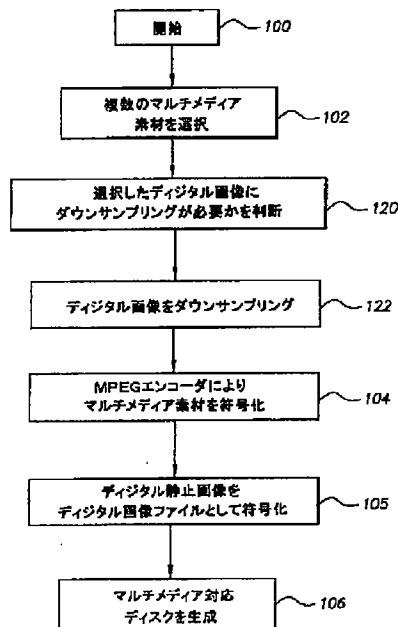 開始
100
複数のマルチメディア
素材を選択
102
選択したディジタル画像に
ダウンサンプリングが必要かを判断
120
ディジタル画像をダウンサンプリング
122
MPEGエンコーダにより
マルチメディア素材を符号化
104
ディジタル静止画像を
ディジタル画像ファイルとして符号化
105
マルチメディア対応
ディスクを生成
106